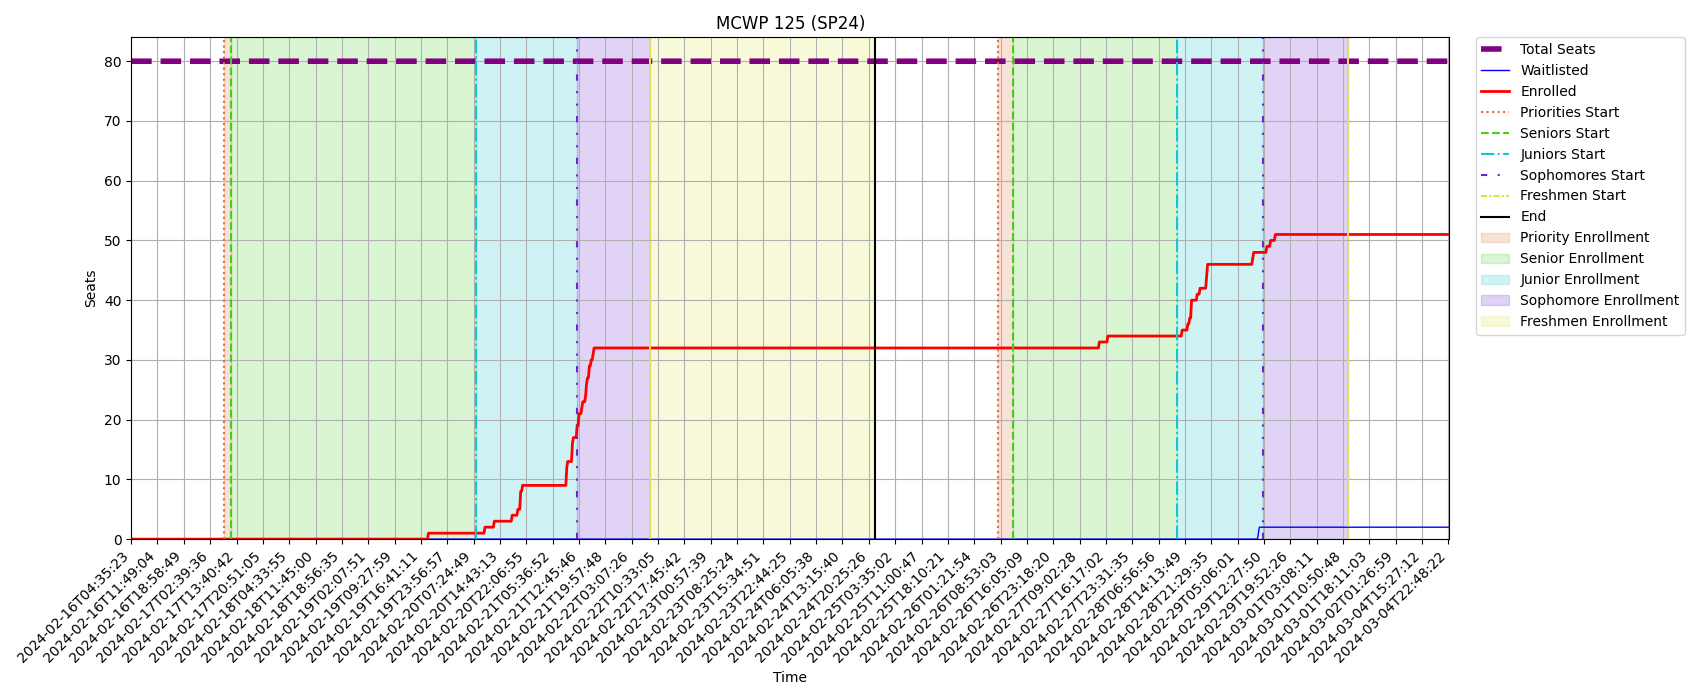 MCWP 125 (SP24)
Seats
80
70
60
50
40
30
20
10
0
2024-02-16T04:35:23
2024-02-16T11:49:04
2024-02-16T18:58:49
2024-02-17T02:39:36
2024-02-17T13:40:42
2024-02-17T20:51:05
2024-02-18T04:33:55
2024-02-18T11:45:00
2024-02-18T18:56:35
2024-02-19T02:07:51
2024-02-19T09:27:59
2024-02-19T16:41:11
2024-02-19T23:56:57
2024-02-20T07:24:49
2024-02-20T14:43:13
2024-02-20T22:06:55
2024-02-21T05:36:52
2024-02-21T12:45:46
2024-02-21T19:57:48
2024-02-22T03:07:26
2024-02-22T10:33:05
2024-02-22T17:45:42
2024-02-23T00:57:39
2024-02-23T08:25:24
2024-02-23T15:34:51
2024-02-23T22:44:25
2024-02-24T06:05:38
2024-02-24T13:15:40
2024-02-24T20:25:26
2024-02-25T03:35:02
2024-02-25T11:00:47
2024-02-25T18:10:21
2024-02-26T01:21:54
2024-02-26T08:53:03
2024-02-26T16:05:09
2024-02-26T23:18:20
2024-02-27T09:02:28
2024-02-27T16:17:02
2024-02-27T23:31:35
2024-02-28T06:56:56
2024-02-28T14:13:49
2024-02-28T21:29:35
2024-02-29T05:06:01
2024-02-29T12:27:50
2024-02-29T19:52:26
2024-03-01T03:08:11
2024-03-01T10:50:48
2024-03-01T18:11:03
2024-03-02T01:26:59
2024-03-04T15:27:12
2024-03-04T22:48:22
Time
Total Seats
Waitlisted
Enrolled
Priorities Start
Seniors Start
Juniors Start
Sophomores Start
Freshmen Start
End
Priority Enrollment
Senior Enrollment
Junior Enrollment
Sophomore Enrollment
Freshmen Enrollment